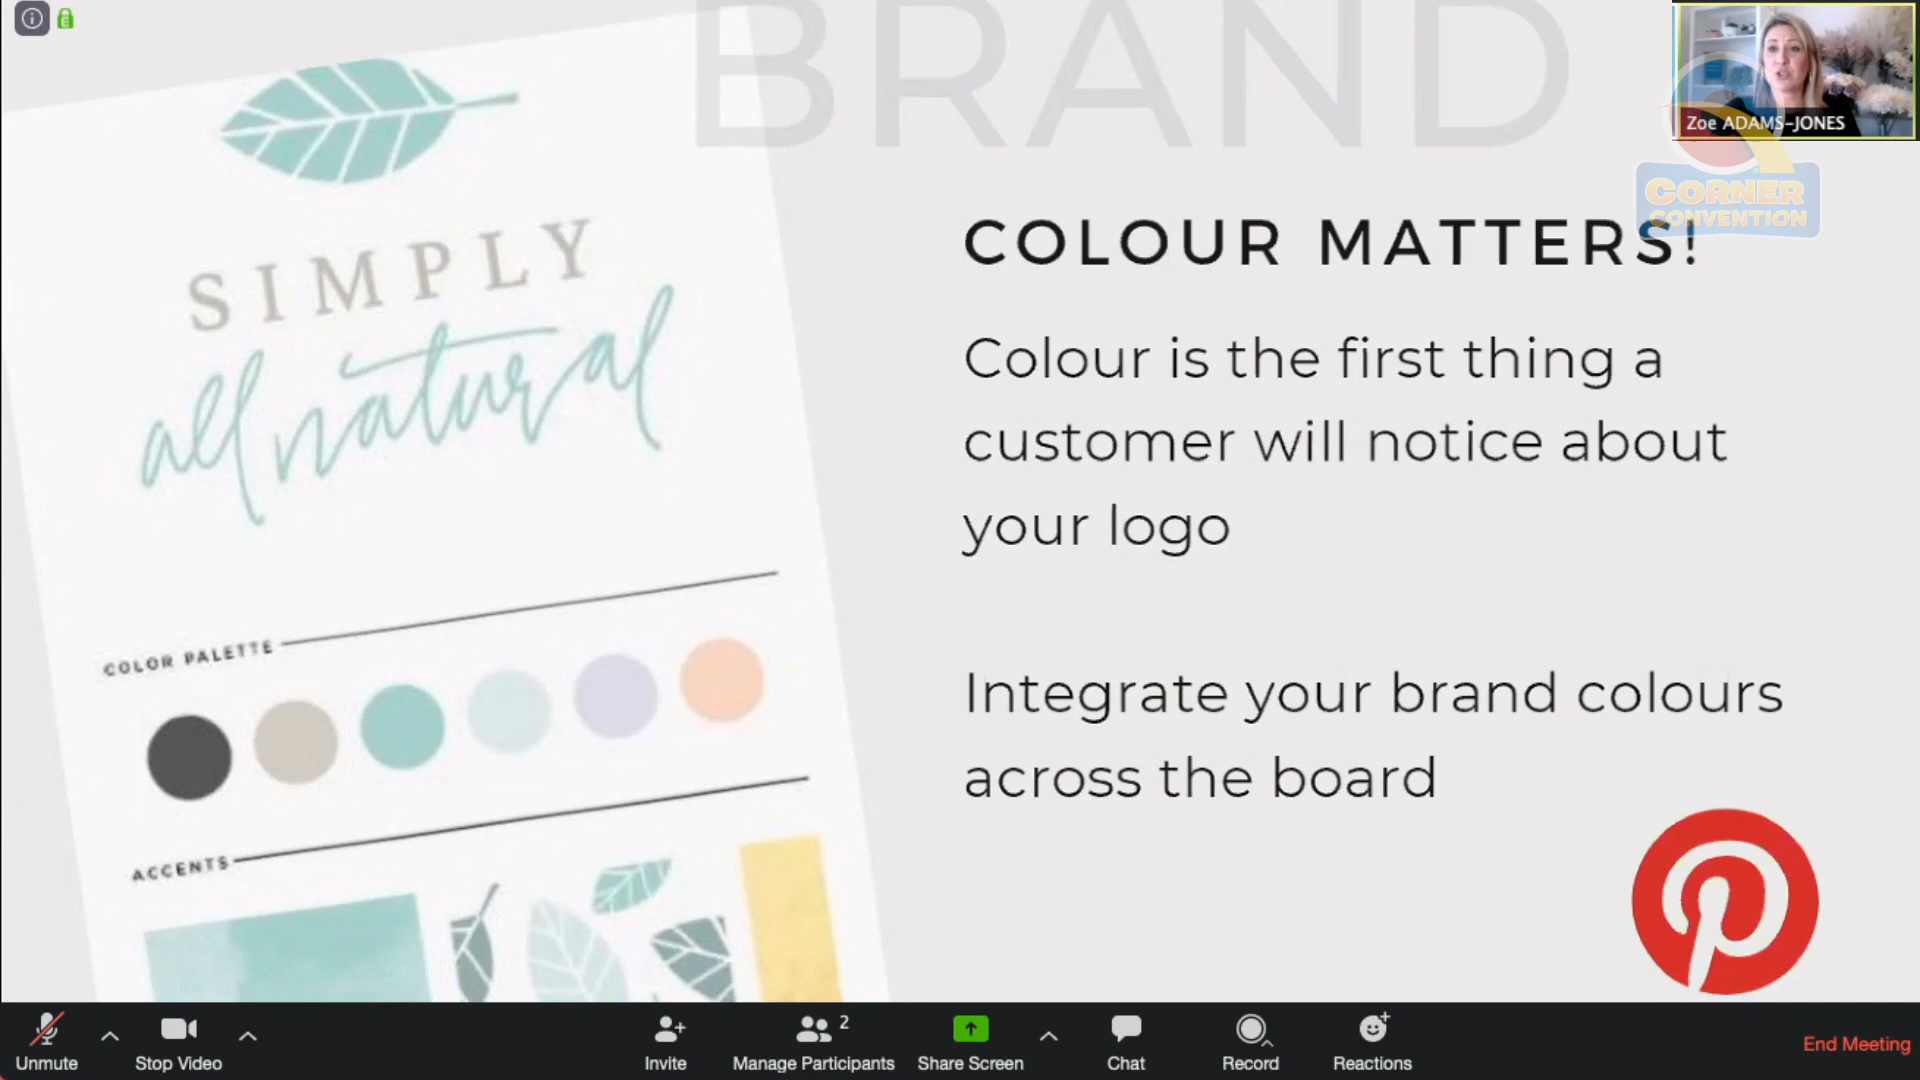 BRAND
Zoe ADAMS-JONES
CORNER
CONVENTION
SIMPLY
all natural
COLOUR MATTERS!
Colour is the first thing a
customer will notice about
your logo
Integrate your brand colours
across the board
COLOR PALETTE
ACCENTS
Unmute
Stop Video
Invite
Manage Participants
2
Share Screen
Chat
Record
Reactions
End Meeting